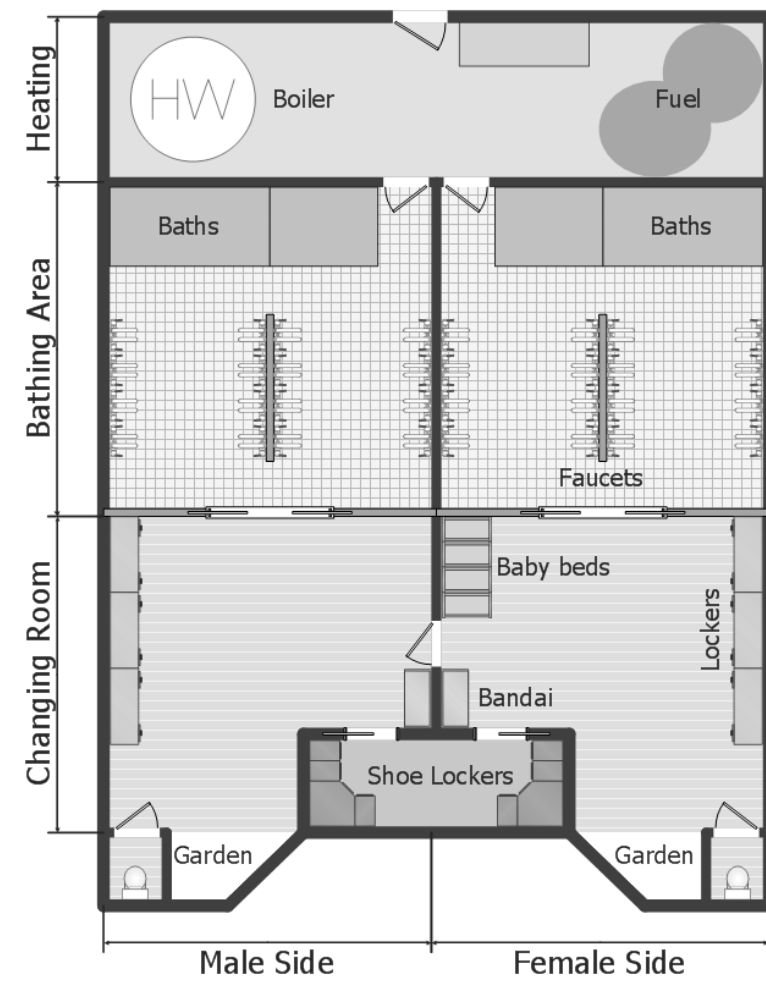 Heating
HW
Boiler
Fuel
Bathing Area
Baths
Baths
Faucets
Changing Room
Baby beds
Lockers
Bandai
Shoe Lockers
Garden
Garden
Male Side
Female Side